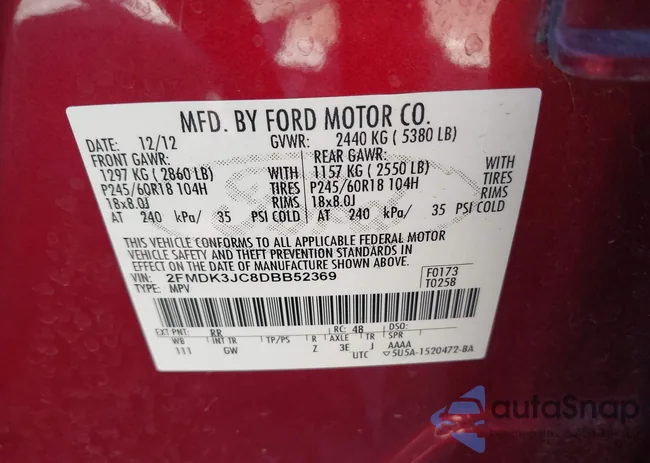 MFD. BY FORD MOTOR CO.
DATE: 12/12 GVWR: 2440 KG ( 5380 LB)
FRONT GAWR: REAR GAWR:
1297 KG ( 2860 LB) 1157 KG ( 2550 LB)
P245/60R18 104H TIRES P245/60R18 104H TIRES
18x8.0J RIMS 18x8.0J RIMS
AT 240 kPa/ 35 PSI COLD AT 240 kPa/ 35 PSI COLD
THIS VEHICLE CONFORMS TO ALL APPLICABLE FEDERAL MOTOR
VEHICLE SAFETY AND BUMPER AND THEFT PREVENTION STANDARDS IN
EFFECT ON THE DATE OF MANUFACTURE SHOWN ABOVE.
VIN: 2FMDK3JC8DBB52369 F0173
TYPE: MPV T0258
EXT PNT: RR RC: 48 DSO:
WB INT TR TP/PS R AXLE TR SPR
111 GW Z 3E J AAAA
UTC 5U5A-1520472-BA
Ford
autoSnap